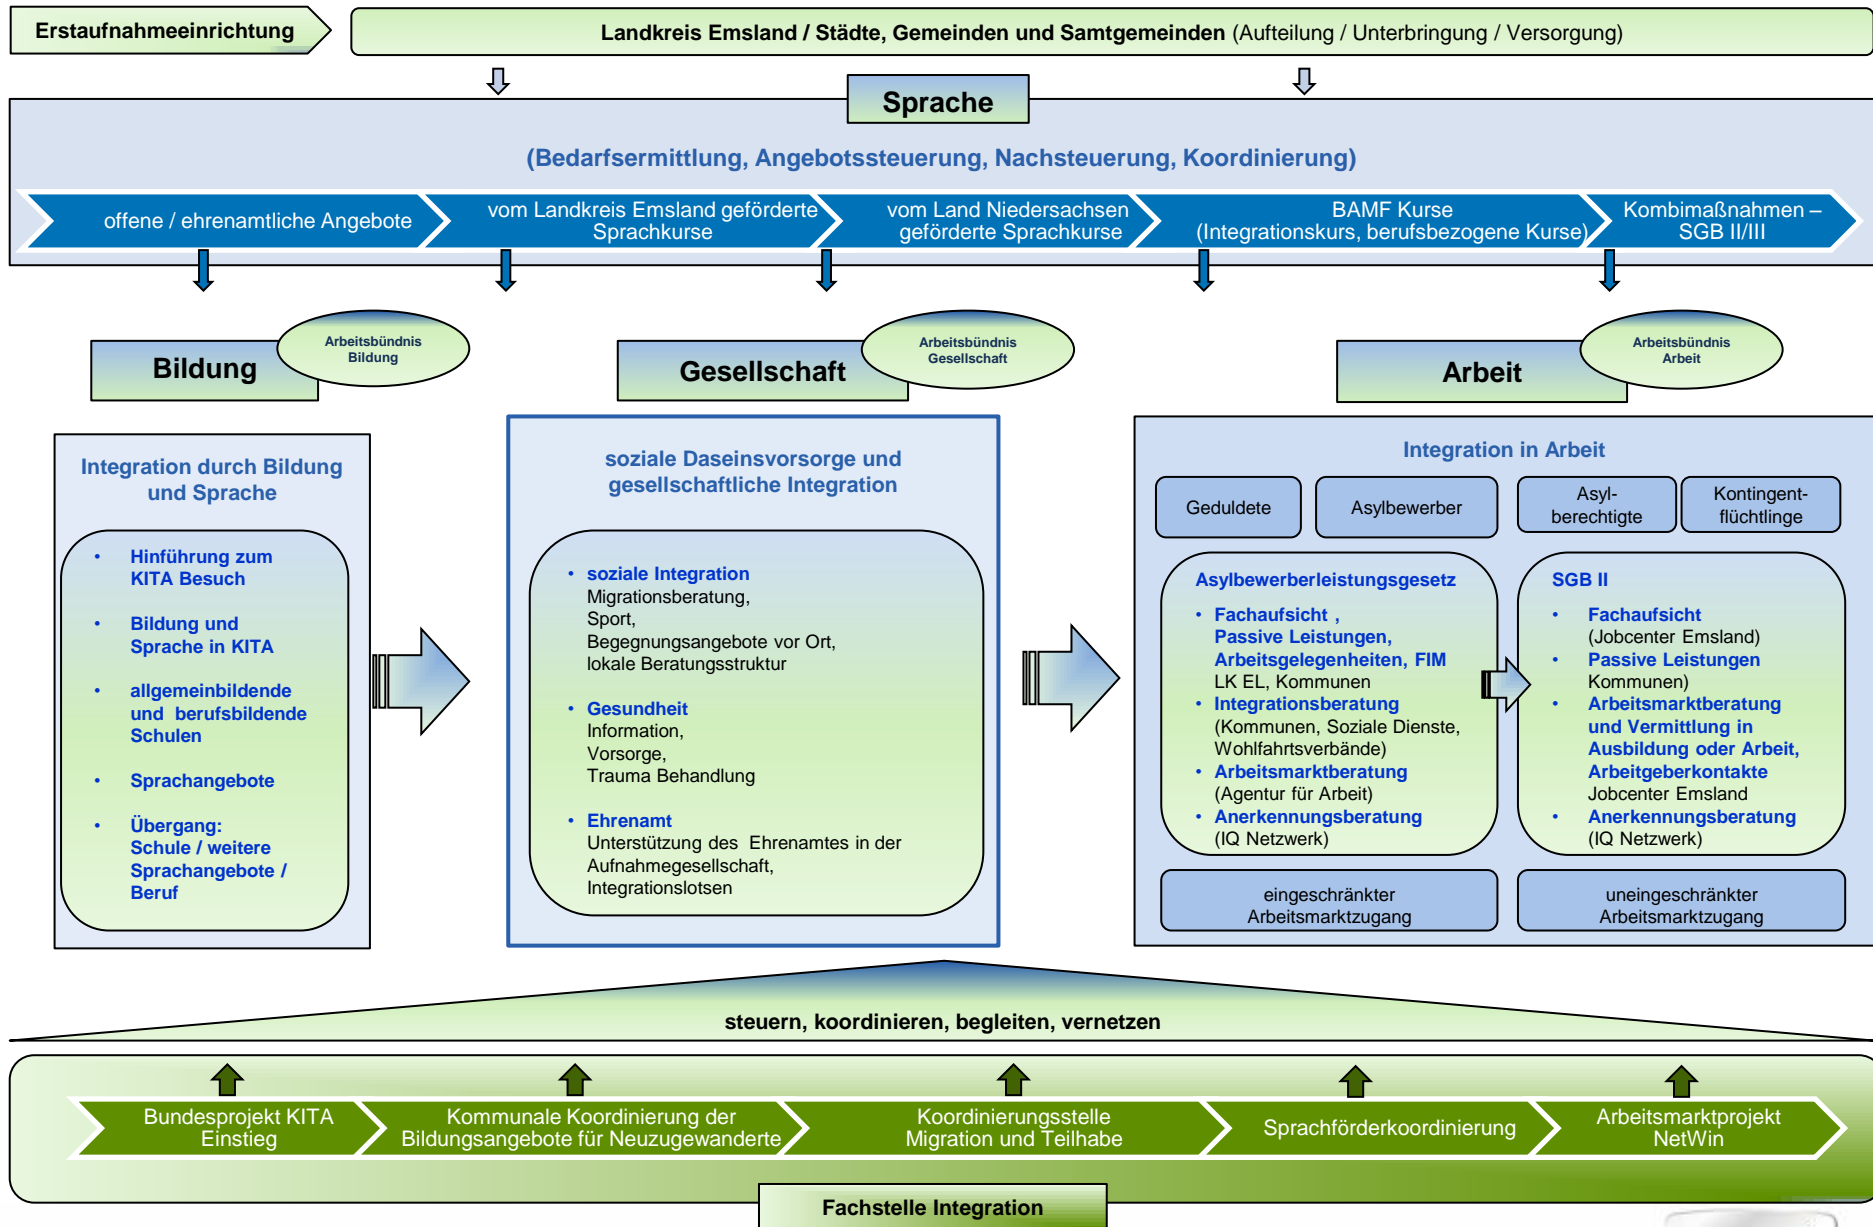 Erstaufnahmeeinrichtung
Landkreis Emsland / Städte, Gemeinden und Samtgemeinden (Aufteilung / Unterbringung / Versorgung)
Sprache
(Bedarfsermittlung, Angebotssteuerung, Nachsteuerung, Koordinierung)
offene / ehrenamtliche Angebote
vom Landkreis Emsland geförderte
Sprachkurse
vom Land Niedersachsen
geförderte Sprachkurse
BAMF Kurse
(Integrationskurs, berufsbezogene Kurse)
Kombimaßnahmen –
SGB II/III
Bildung
Arbeitsbündnis
Bildung
Gesellschaft
Arbeitsbündnis
Gesellschaft
Arbeit
Arbeitsbündnis
Arbeit
Integration durch Bildung
und Sprache
• Hinführung zum
KITA Besuch
• Bildung und
Sprache in KITA
• allgemeinbildende
und berufsbildende
Schulen
• Sprachangebote
• Übergang:
Schule / weitere
Sprachangebote /
Beruf
soziale Daseinsvorsorge und
gesellschaftliche Integration
• soziale Integration
Migrationsberatung,
Sport,
Begegnungsangebote vor Ort,
lokale Beratungsstruktur
• Gesundheit
Information,
Vorsorge,
Trauma Behandlung
• Ehrenamt
Unterstützung des Ehrenamtes in der
Aufnahmegesellschaft,
Integrationslotsen
Integration in Arbeit
Geduldete
Asylbewerber
Asyl-
berechtigte
Kontingent-
flüchtlinge
Asylbewerberleistungsgesetz
• Fachaufsicht ,
Passive Leistungen,
Arbeitsgelegenheiten, FIM
LK EL, Kommunen
• Integrationsberatung
(Kommunen, Soziale Dienste,
Wohlfahrtsverbände)
• Arbeitsmarktberatung
(Agentur für Arbeit)
• Anerkennungsberatung
(IQ Netzwerk)
SGB II
• Fachaufsicht
(Jobcenter Emsland)
• Passive Leistungen
Kommunen)
• Arbeitsmarktberatung
und Vermittlung in
Ausbildung oder Arbeit,
Arbeitgeberkontakte
Jobcenter Emsland
• Anerkennungsberatung
(IQ Netzwerk)
eingeschränkter
Arbeitsmarktzugang
uneingeschränkter
Arbeitsmarktzugang
steuern, koordinieren, begleiten, vernetzen
Bundesprojekt KITA
Einstieg
Kommunale Koordinierung der
Bildungsangebote für Neuzugewanderte
Koordinierungsstelle
Migration und Teilhabe
Sprachförderkoordinierung
Arbeitsmarktprojekt
NetWin
Fachstelle Integration